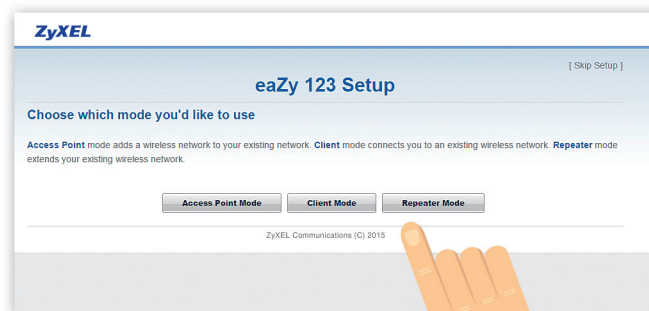 ZyXEL
[ Skip Setup ]
eaZy 123 Setup
Choose which mode you'd like to use
Access Point mode adds a wireless network to your existing network. Client mode connects you to an existing wireless network. Repeater mode
extends your existing wireless network.
Access Point Mode Client Mode Repeater Mode
ZyXEL Communications (C) 2015